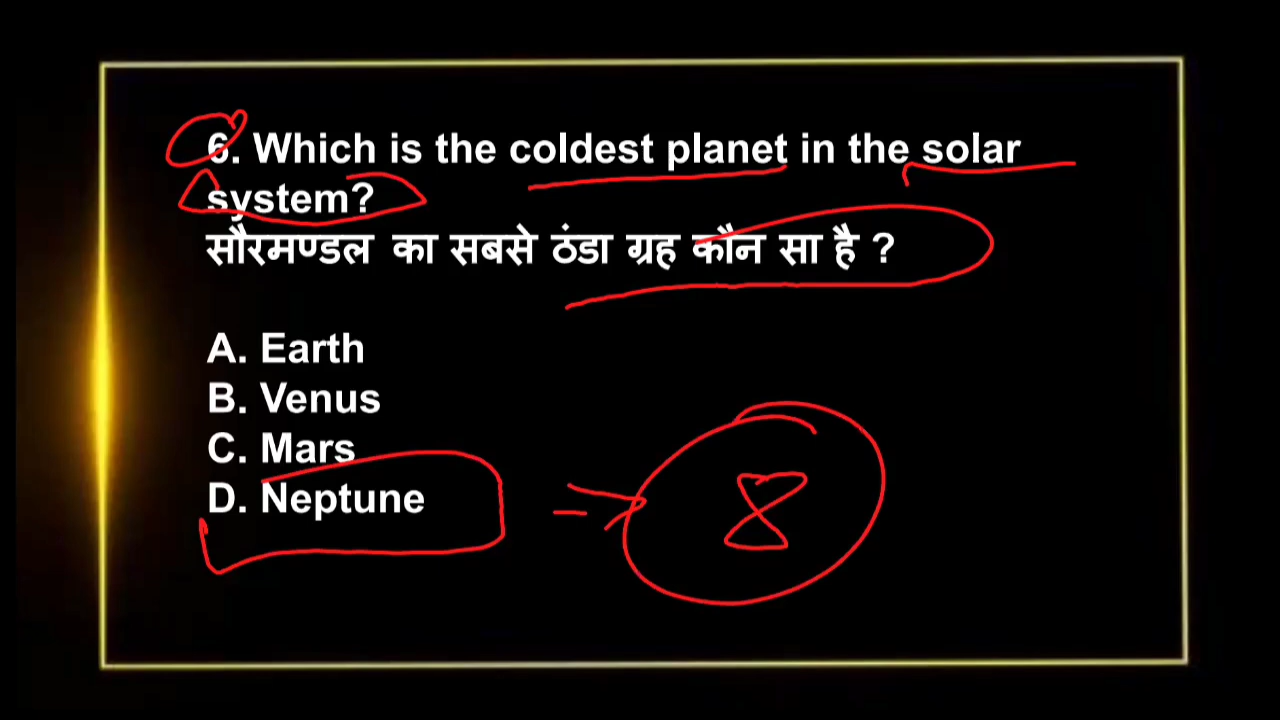 6. Which is the coldest planet in the solar
system?
सौरमण्डल का सबसे ठंडा ग्रह कौन सा है ?
A. Earth
B. Venus
C. Mars
D. Neptune
8